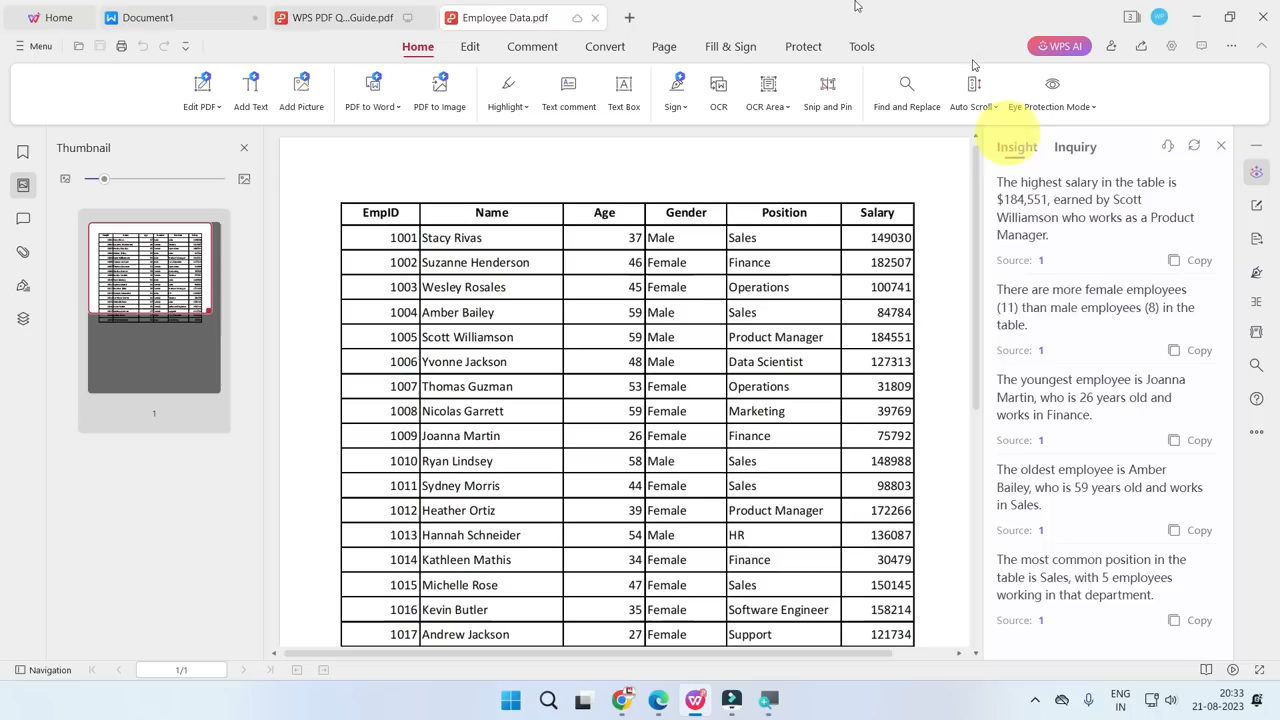 Home
Document1
WPS PDF Q...Guide.pdf
Employee Data.pdf
3
WP
Menu
Home Edit Comment Convert Page Fill & Sign Protect Tools
WPS AI
Edit PDF Add Text Add Picture PDF to Word PDF to Image Highlight Text comment Text Box Sign OCR OCR Area Snip and Pin Find and Replace Auto Scroll Eye Protection Mode
Thumbnail
1
EmpID Name Age Gender Position Salary
1001 Stacy Rivas 37 Male Sales 149030
1002 Suzanne Henderson 46 Female Finance 182507
1003 Wesley Rosales 45 Female Operations 100741
1004 Amber Bailey 59 Male Sales 84784
1005 Scott Williamson 59 Male Product Manager 184551
1006 Yvonne Jackson 48 Male Data Scientist 127313
1007 Thomas Guzman 53 Female Operations 31809
1008 Nicolas Garrett 59 Female Marketing 39769
1009 Joanna Martin 26 Female Finance 75792
1010 Ryan Lindsey 58 Male Sales 148988
1011 Sydney Morris 44 Female Sales 98803
1012 Heather Ortiz 39 Female Product Manager 172266
1013 Hannah Schneider 54 Male HR 136087
1014 Kathleen Mathis 34 Female Finance 30479
1015 Michelle Rose 47 Female Sales 150145
1016 Kevin Butler 35 Female Software Engineer 158214
1017 Andrew Jackson 27 Female Support 121734
Insight Inquiry
The highest salary in the table is
$184,551, earned by Scott
Williamson who works as a Product
Manager.
Source: 1 Copy
There are more female employees
(11) than male employees (8) in the
table.
Source: 1 Copy
The youngest employee is Joanna
Martin, who is 26 years old and
works in Finance.
Source: 1 Copy
The oldest employee is Amber
Bailey, who is 59 years old and works
in Sales.
Source: 1 Copy
The most common position in the
table is Sales, with 5 employees
working in that department.
Source: 1 Copy
Navigation
1/1
ENG
IN
20:33
21-08-2023